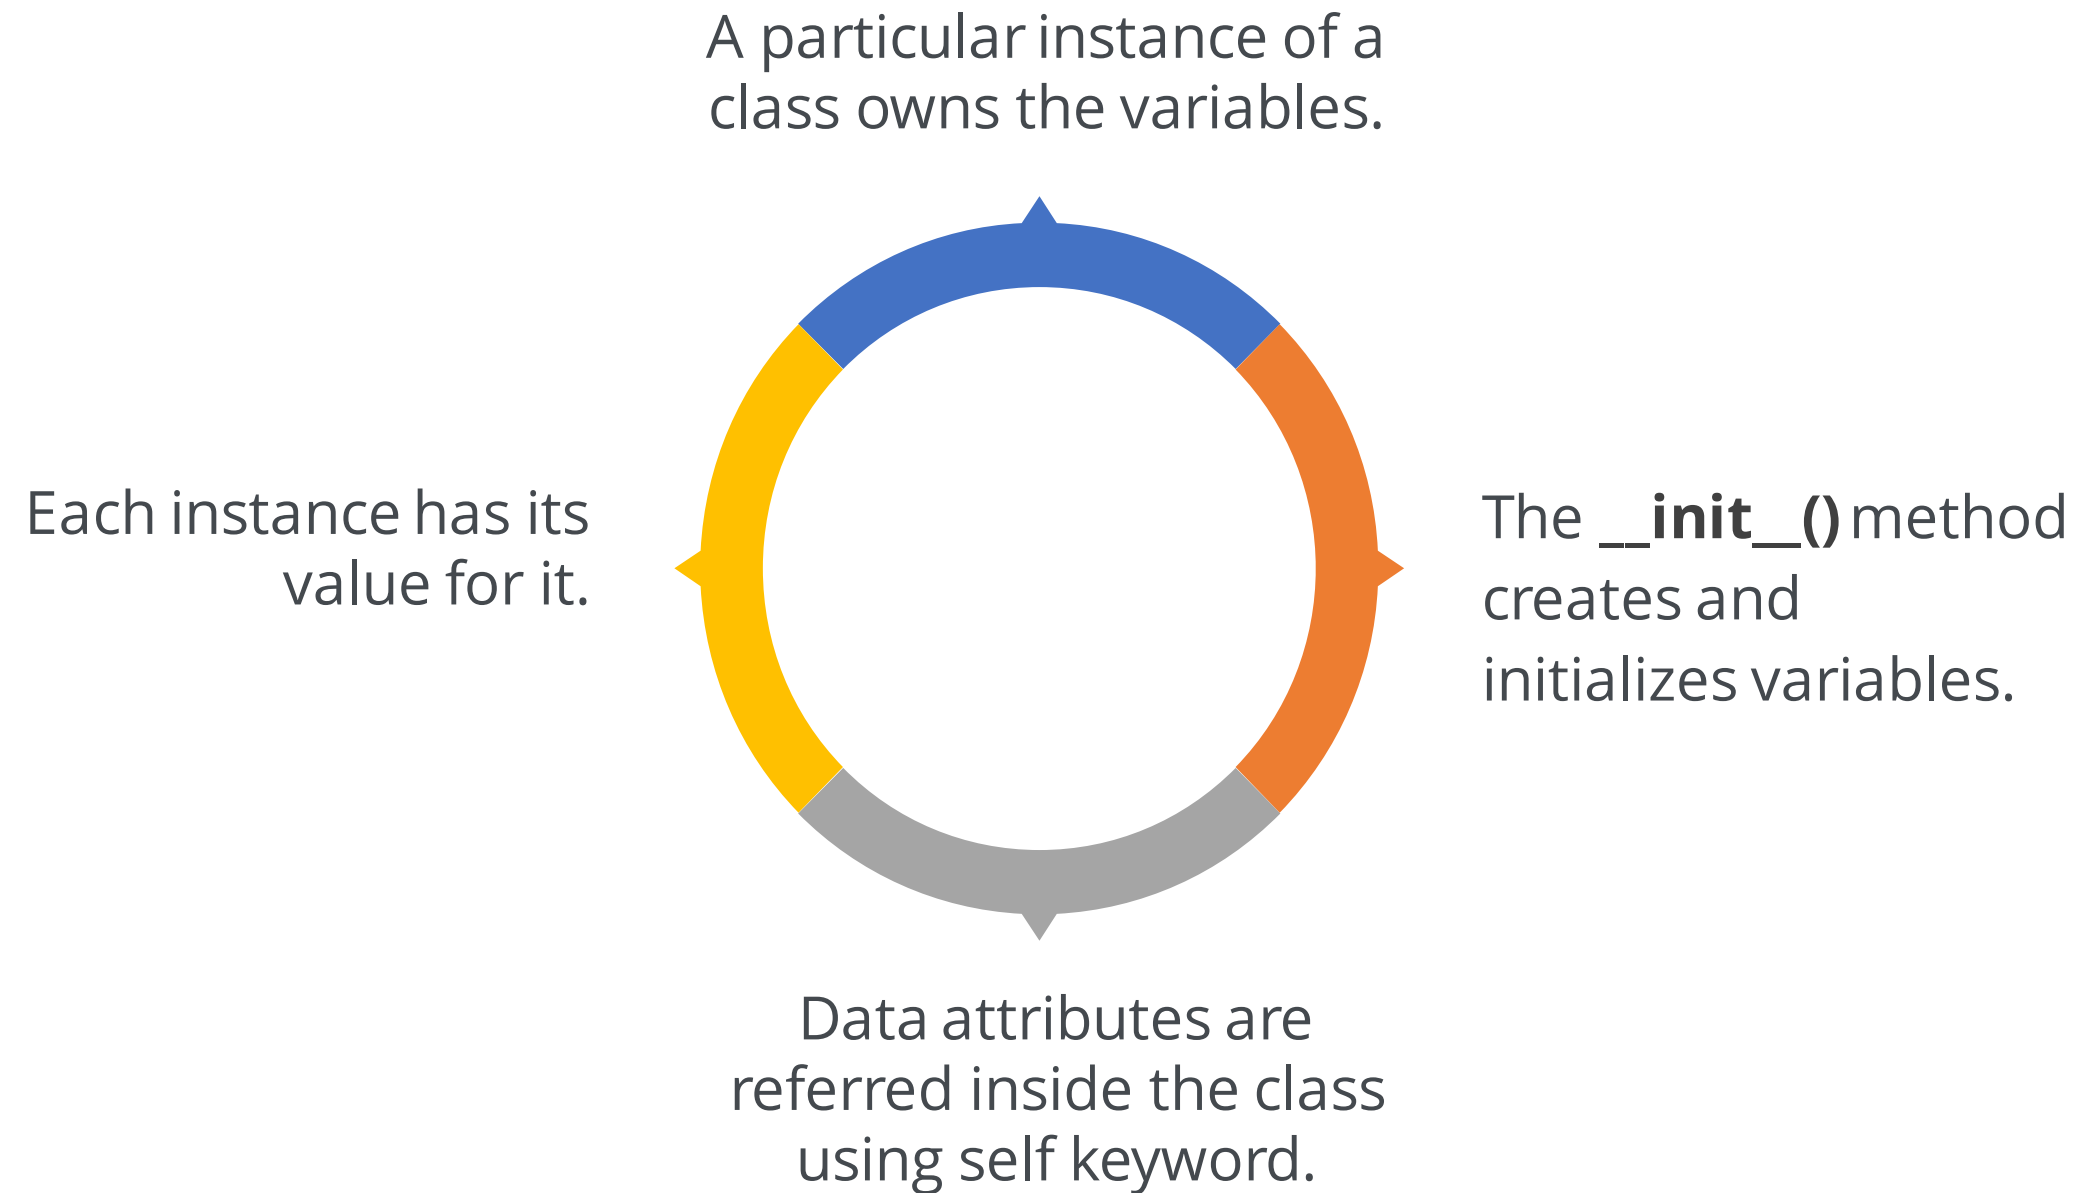 A particular instance of a
class owns the variables.
Each instance has its
value for it.
The __init__() method
creates and
initializes variables.
Data attributes are
referred inside the class
using self keyword.